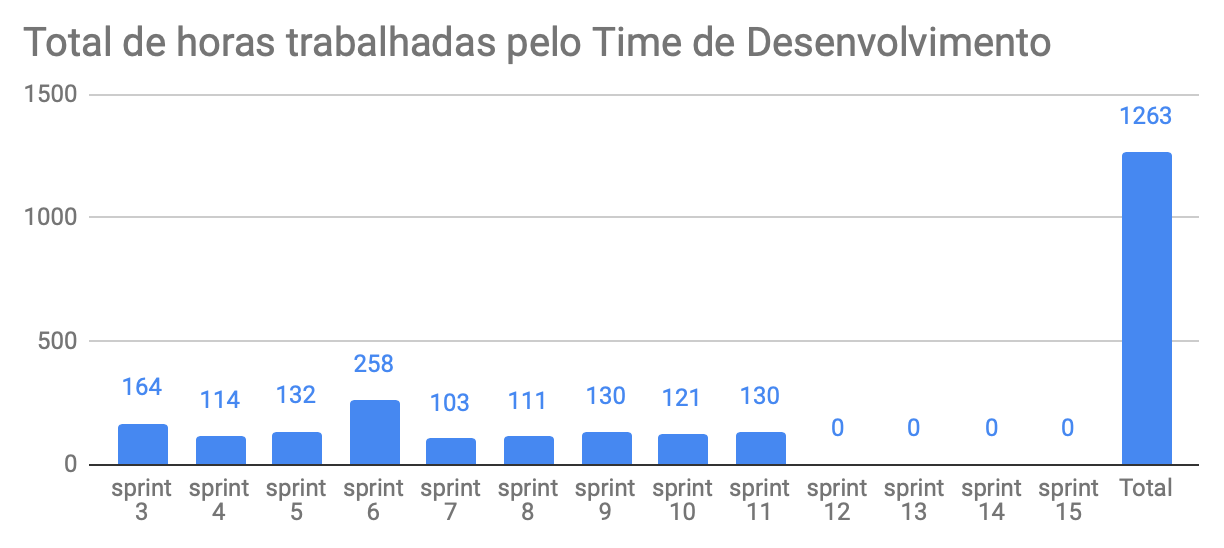 Total de horas trabalhadas pelo Time de Desenvolvimento
1500
1000
500
0
164
114
132
258
103
111
130
121
130
0
0
0
0
1263
sprint 3
sprint 4
sprint 5
sprint 6
sprint 7
sprint 8
sprint 9
sprint 10
sprint 11
sprint 12
sprint 13
sprint 14
sprint 15
Total